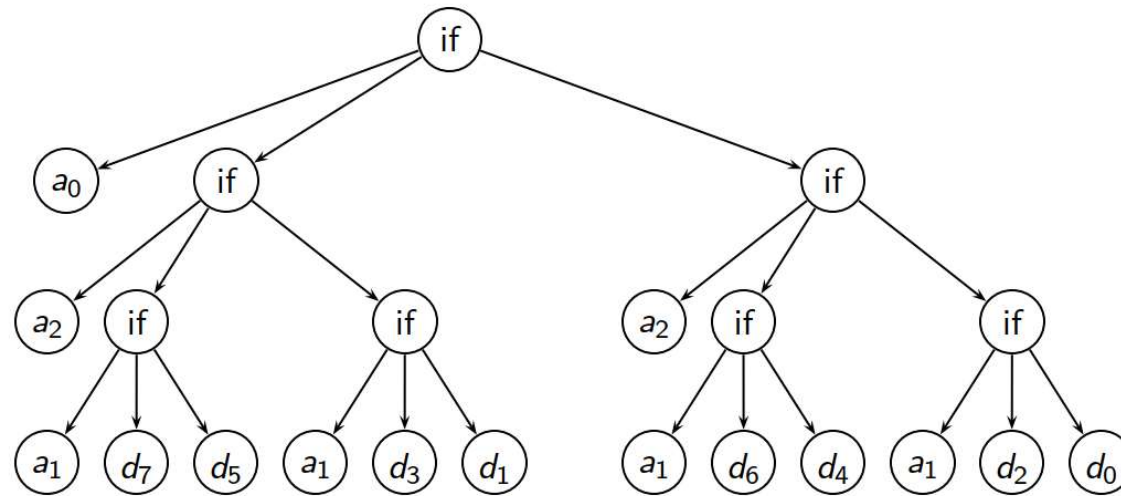 if
a₀ if if
a₂ if if a₂ if if
a₁ d₇ d₅ a₁ d₃ d₁ a₁ d₆ d₄ a₁ d₂ d₀